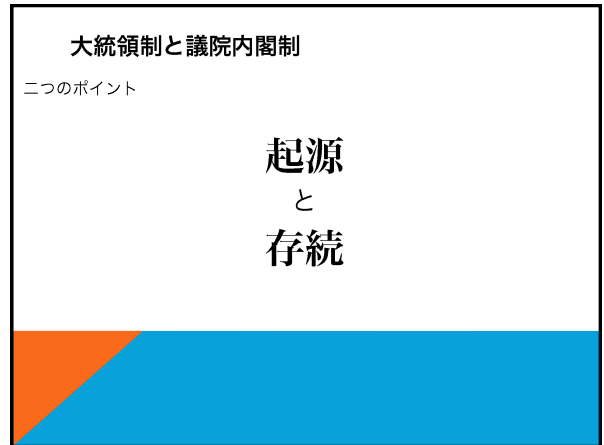 大統領制と議院内閣制
二つのポイント
起源
と
存続